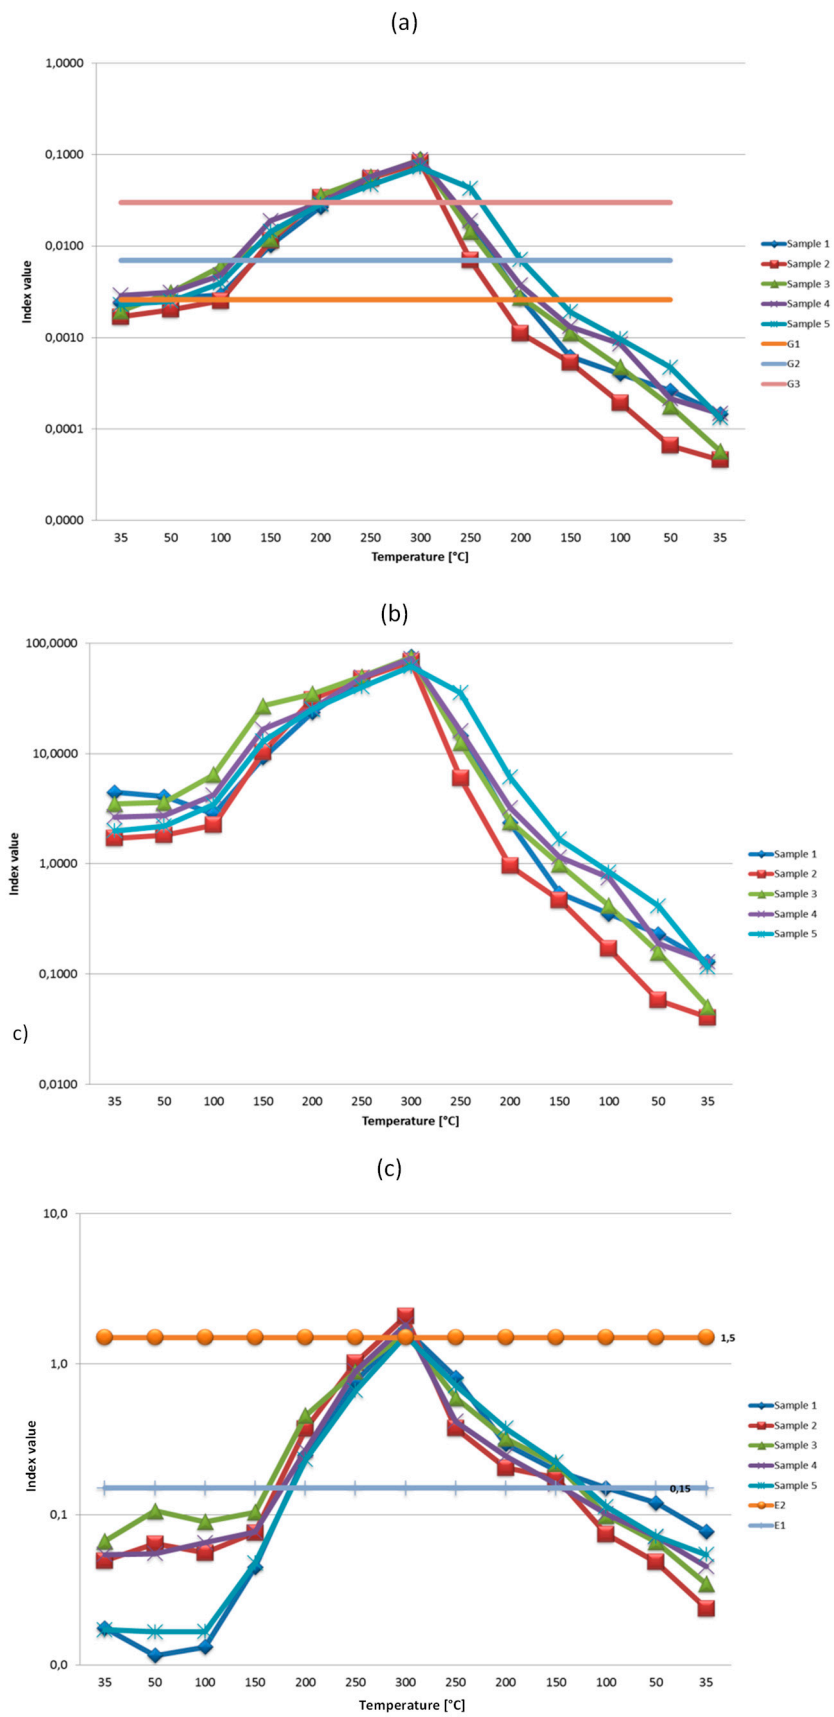 (a)
1,0000
0,1000
0,0100
0,0010
0,0001
0,0000
Index value
35 50 100 150 200 250 300 250 200 150 100 50 35
Temperature [°C]
Sample 1
Sample 2
Sample 3
Sample 4
Sample 5
G1
G2
G3
(b)
100,0000
10,0000
1,0000
0,1000
0,0100
Index value
35 50 100 150 200 250 300 250 200 150 100 50 35
Temperature [°C]
Sample 1
Sample 2
Sample 3
Sample 4
Sample 5
c)
(c)
10,0
1,0
0,1
0,0
Index value
1,5
0,15
35 50 100 150 200 250 300 250 200 150 100 50 35
Temperature [°C]
Sample 1
Sample 2
Sample 3
Sample 4
Sample 5
E2
E1